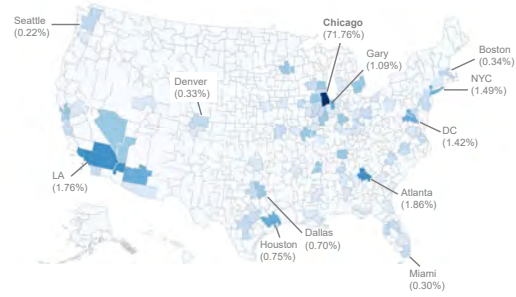 Seattle
(0.22%)
Chicago
(71.76%)
Gary
(1.09%)
Boston
(0.34%)
Denver
(0.33%)
NYC
(1.49%)
DC
(1.42%)
LA
(1.76%)
Atlanta
(1.86%)
Dallas
(0.70%)
Houston
(0.75%)
Miami
(0.30%)